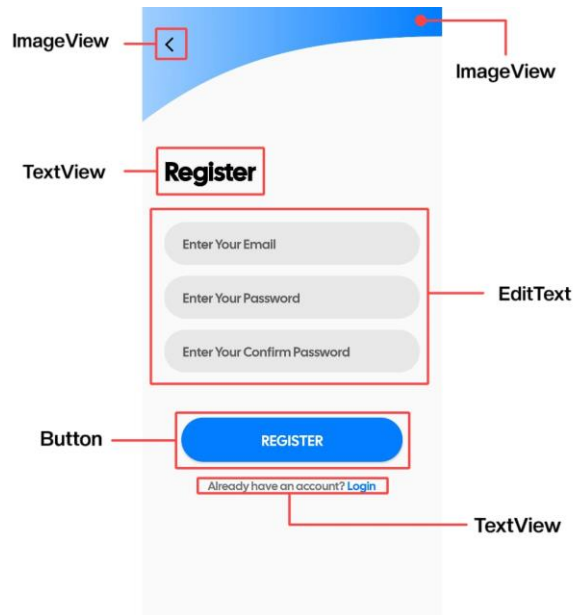 ImageView
ImageView
TextView
Register
Enter Your Email
Enter Your Password
EditText
Enter Your Confirm Password
Button
REGISTER
Already have an account? Login
TextView